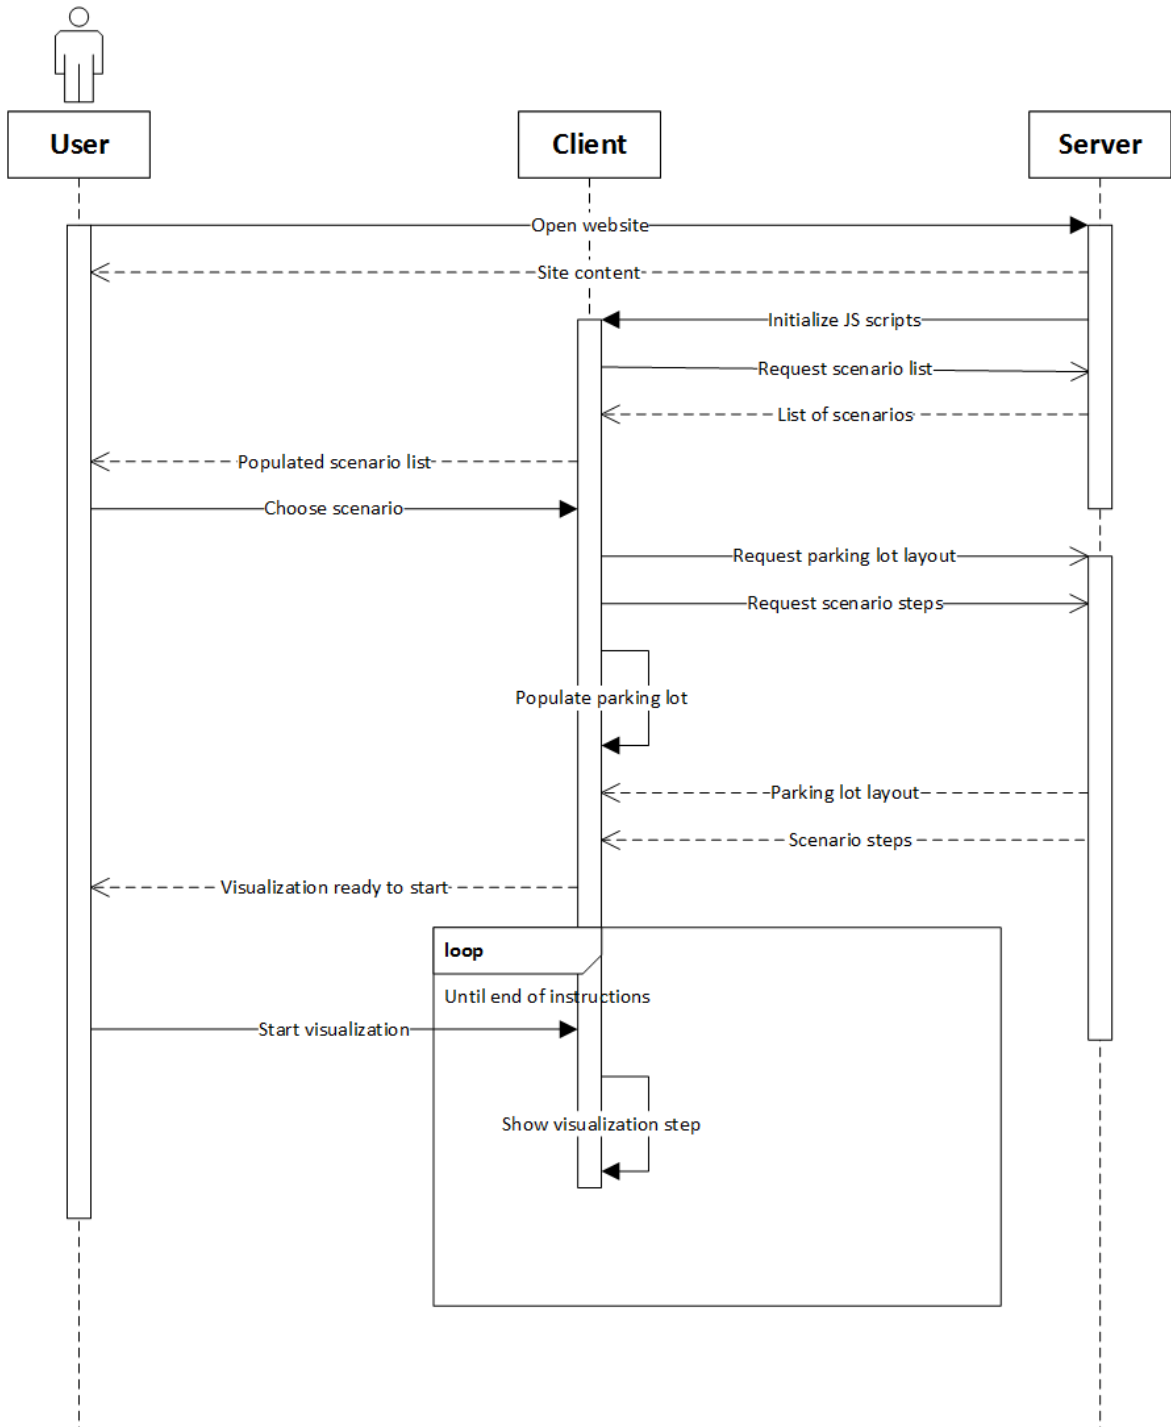 User
Client
Server
Open website
Site content
Initialize JS scripts
Request scenario list
List of scenarios
Populated scenario list
Choose scenario
Request parking lot layout
Request scenario steps
Populate parking lot
Parking lot layout
Scenario steps
Visualization ready to start
loop
Until end of instructions
Start visualization
Show visualization step